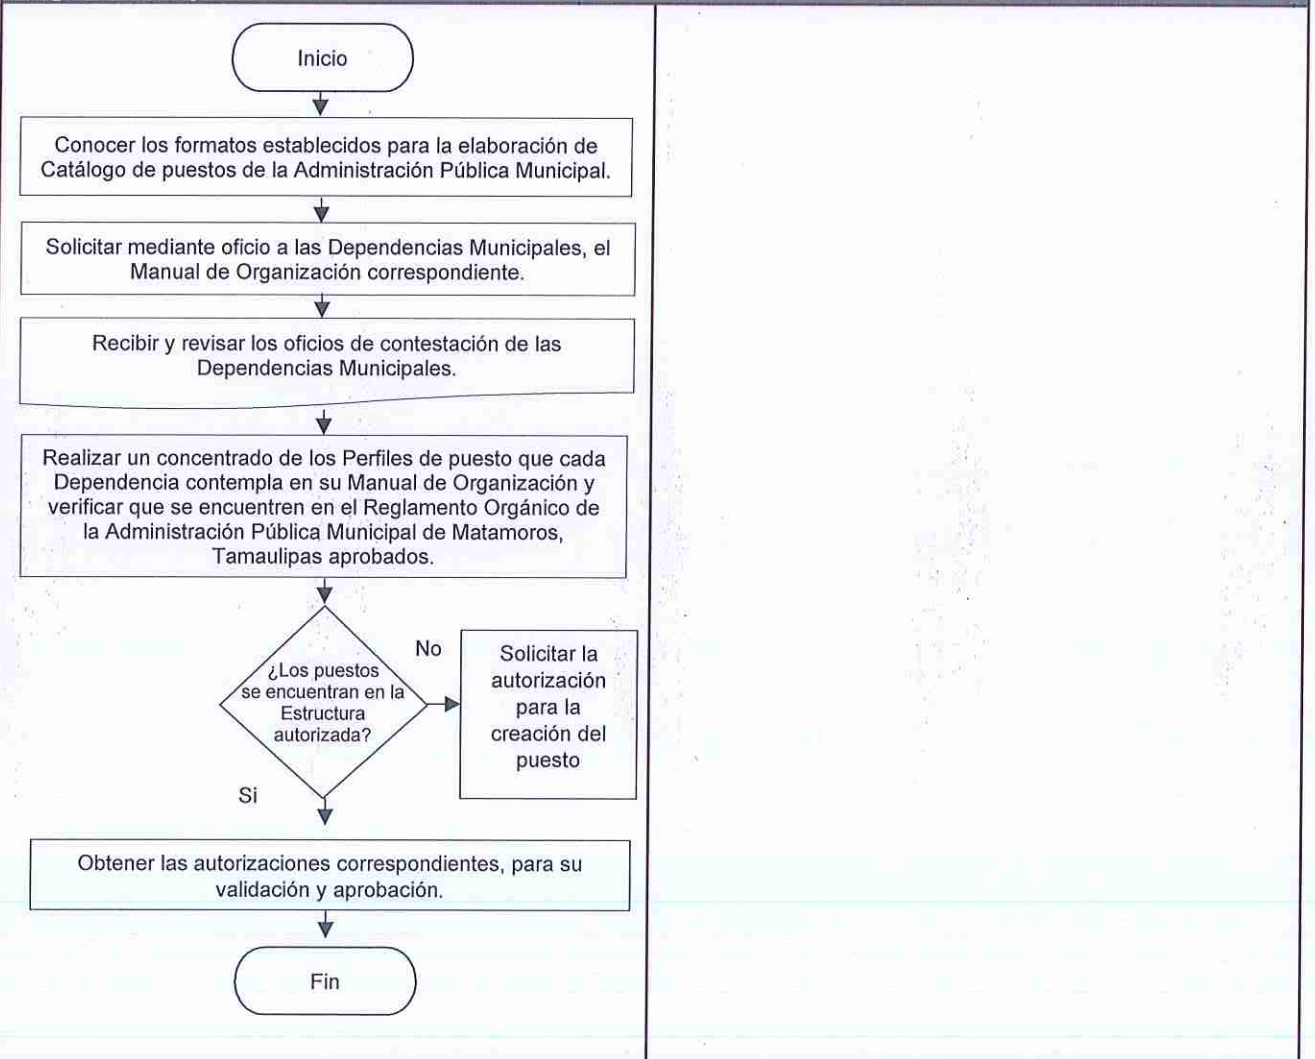 Inicio
Conocer los formatos establecidos para la elaboración de
Catálogo de puestos de la Administración Pública Municipal.
Solicitar mediante oficio a las Dependencias Municipales, el
Manual de Organización correspondiente.
Recibir y revisar los oficios de contestación de las
Dependencias Municipales.
Realizar un concentrado de los Perfiles de puesto que cada
Dependencia contempla en su Manual de Organización y
verificar que se encuentren en el Reglamento Orgánico de
la Administración Pública Municipal de Matamoros,
Tamaulipas aprobados.
¿Los puestos
se encuentran en la
Estructura
autorizada?
No
Solicitar la
autorización
para la
creación del
puesto
Si
Obtener las autorizaciones correspondientes, para su
validación y aprobación.
Fin